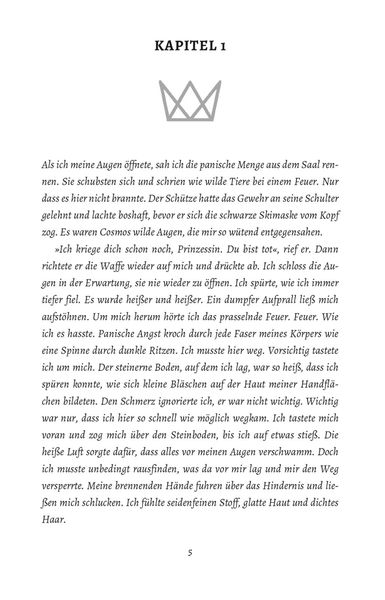 KAPITEL 1
Als ich meine Augen öffnete, sah ich die panische Menge aus dem Saal ren-
nen. Sie schubsten sich und schrien wie wilde Tiere bei einem Feuer. Nur
dass es hier nicht brannte. Der Schütze hatte das Gewehr an seine Schulter
gelehnt und lachte boshaft, bevor er sich die schwarze Skimaske vom Kopf
zog. Es waren Cosmos wilde Augen, die mir so wütend entgegensahen.
»Ich kriege dich schon noch, Prinzessin. Du bist tot«, rief er. Dann
richtete er die Waffe wieder auf mich und drückte ab. Ich schloss die Au-
gen in der Erwartung, sie nie wieder zu öffnen. Ich spürte, wie ich immer
tiefer fiel. Es wurde heißer und heißer. Ein dumpfer Aufprall ließ mich
aufstöhnen. Um mich herum hörte ich das prasselnde Feuer. Feuer. Wie
ich es hasste. Panische Angst kroch durch jede Faser meines Körpers wie
eine Spinne durch dunkle Ritzen. Ich musste hier weg. Vorsichtig tastete
ich um mich. Der steinerne Boden, auf dem ich lag, war so heiß, dass ich
spüren konnte, wie sich kleine Bläschen auf der Haut meiner Handflä-
chen bildeten. Den Schmerz ignorierte ich, er war nicht wichtig. Wichtig
war nur, dass ich hier so schnell wie möglich wegkam. Ich tastete mich
voran und zog mich über den Steinboden, bis ich auf etwas stieß. Die
heiße Luft sorgte dafür, dass alles vor meinen Augen verschwamm. Doch
ich musste unbedingt rausfinden, was da vor mir lag und mir den Weg
versperrte. Meine brennenden Hände fuhren über das Hindernis und lie-
ßen mich schlucken. Ich fühlte seidenfeinen Stoff, glatte Haut und dichtes
Haar.
5